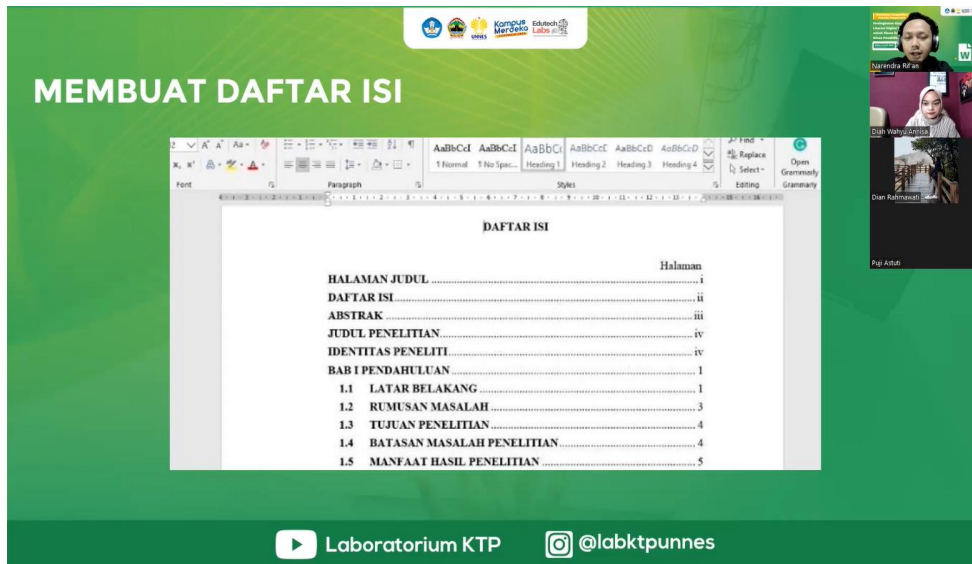 UNNES
Kampus Merdeka
Edutech Labs
MEMBUAT DAFTAR ISI
AaBbCcI AaBbCcI AaBbCc AaBbCcC AaBbCcD AaBbCcD
1 Normal 1 No Spac... Heading 1 Heading 2 Heading 3 Heading 4
Find
Replace
Select
Open Grammarly
Font Paragraph Styles Editing Grammarly
DAFTAR ISI
Halaman
HALAMAN JUDUL ........ i
DAFTAR ISI ........ ii
ABSTRAK ........ iii
JUDUL PENELITIAN ........ iv
IDENTITAS PENELITI ........ iv
BAB I PENDAHULUAN ........ 1
1.1 LATAR BELAKANG ........ 1
1.2 RUMUSAN MASALAH ........ 3
1.3 TUJUAN PENELITIAN ........ 4
1.4 BATASAN MASALAH PENELITIAN ........ 4
1.5 MANFAAT HASIL PENELITIAN ........ 5
Laboratorium KTP
@labktpunnes
Narendra Rif'an
Diah Wahyu Annisa
Dian Rahmawati
Puji Astuti